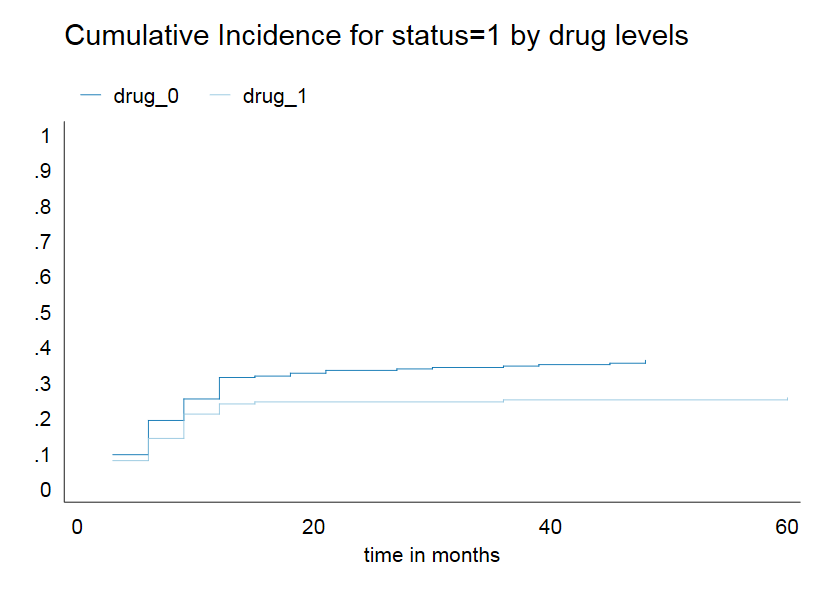 Cumulative Incidence for status=1 by drug levels
drug_0 drug_1
1
.9
.8
.7
.6
.5
.4
.3
.2
.1
0
0 20 40 60
time in months